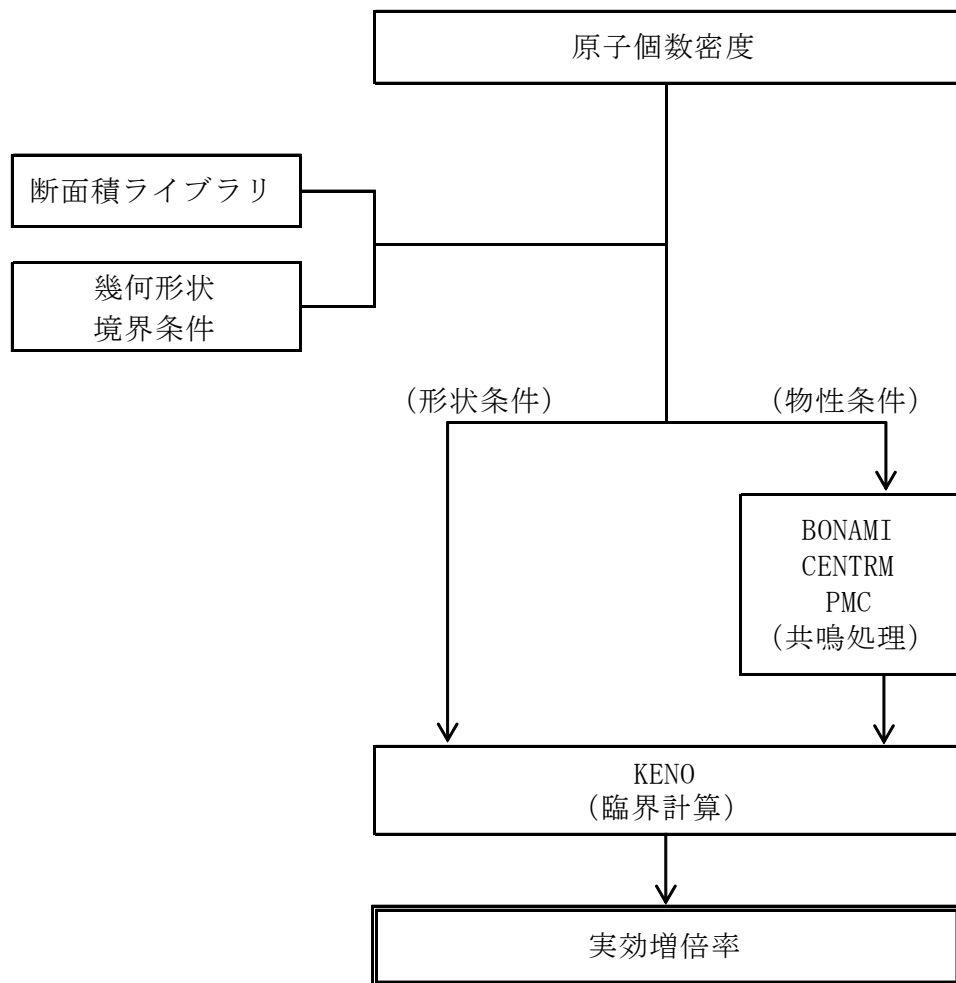 原子個数密度
断面積ライブラリ
幾何形状
境界条件
(形状条件)
(物性条件)
BONAMI
CENTRM
PMC
(共鳴処理)
KENO
(臨界計算)
実効増倍率